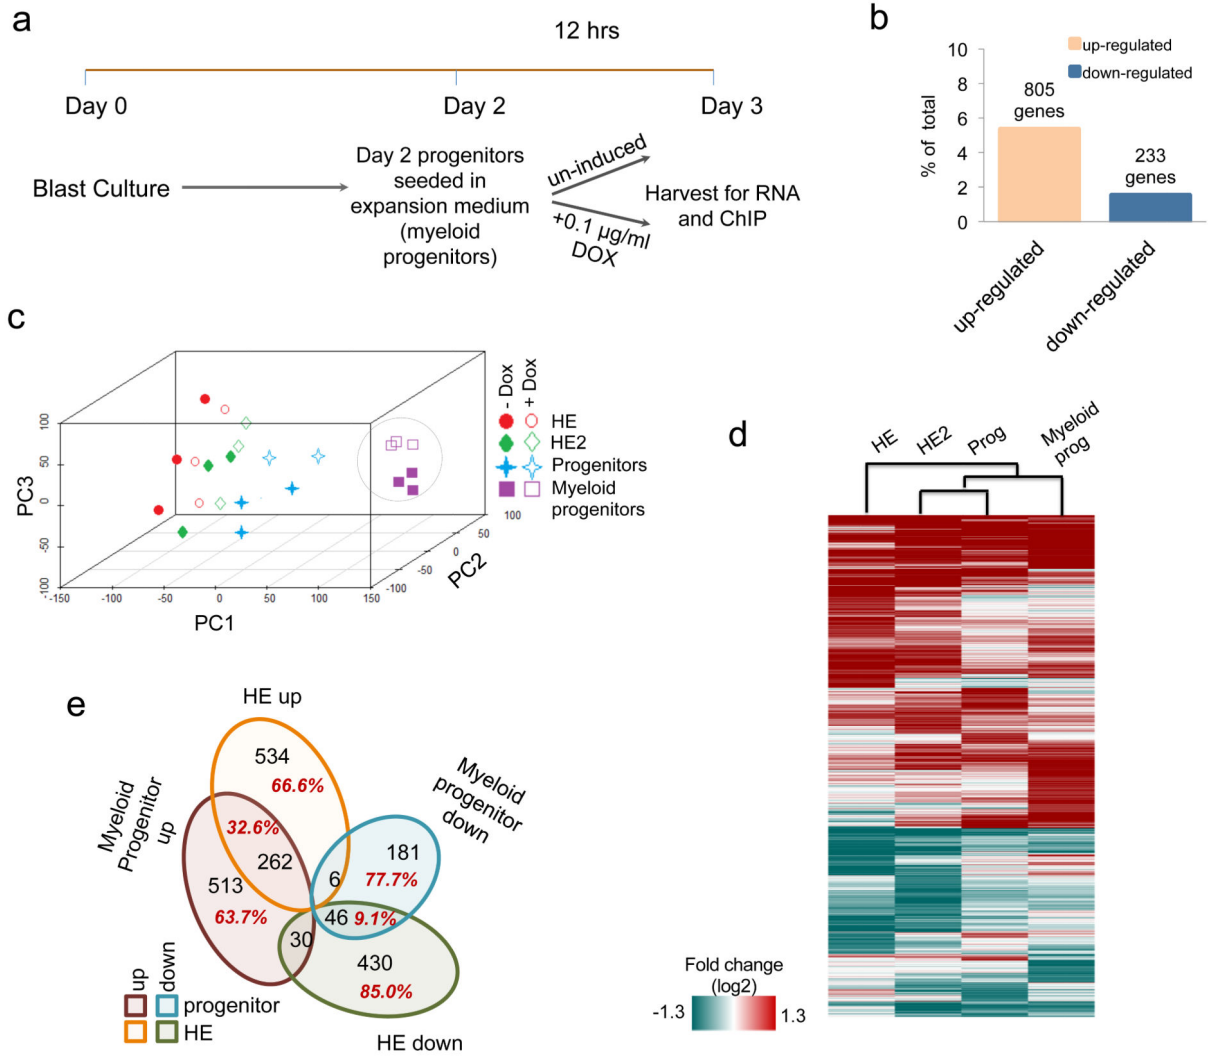 a
12 hrs
Day 0
Day 2
Day 3
Blast Culture
Day 2 progenitors
seeded in
expansion medium
(myeloid
progenitors)
un-induced
+0.1 µg/ml
DOX
Harvest for RNA
and ChIP
b
up-regulated
down-regulated
% of total
10
8
6
4
2
0
805
genes
233
genes
up-regulated
down-regulated
c
PC3
100
50
0
-50
-100
-150
-100
-50
0
50
100
150
PC1
-100
-50
0
50
100
PC2
- Dox
+ Dox
HE
HE2
Progenitors
Myeloid
progenitors
d
HE
HE2
Prog
Myeloid
prog
Fold change
(log2)
-1.3
1.3
e
HE up
534
66.6%
Myeloid
Progenitor
up
32.6%
262
513
63.7%
Myeloid
progenitor
down
181
77.7%
6
46 9.1%
30
430
85.0%
HE down
up
down
progenitor
HE